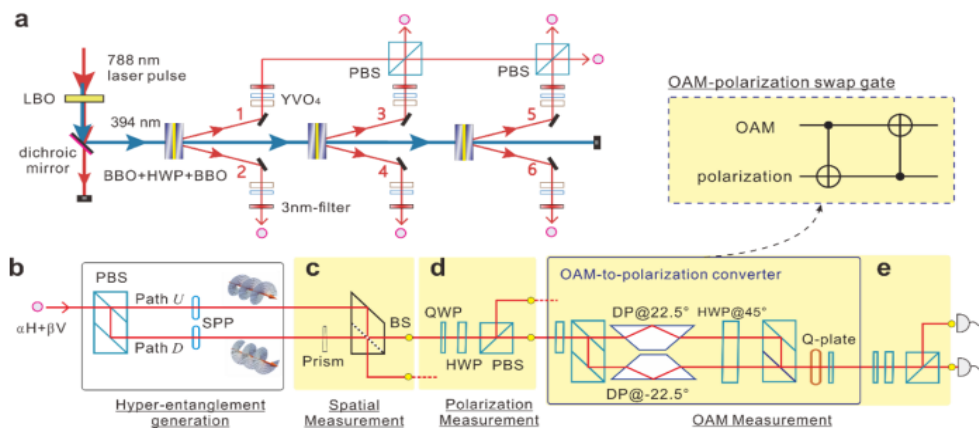 a
788 nm
laser pulse
LBO
394 nm
dichroic
mirror
BBO+HWP+BBO
1
2
3
4
5
6
YVO₄
3nm-filter
PBS
PBS
OAM-polarization swap gate
OAM
polarization
b
PBS
αH+βV
Path U
Path D
SPP
Hyper-entanglement
generation
c
Prism
BS
Spatial
Measurement
d
QWP
HWP
PBS
Polarization
Measurement
OAM-to-polarization converter
DP@22.5°
DP@-22.5°
HWP@45°
Q-plate
OAM Measurement
e